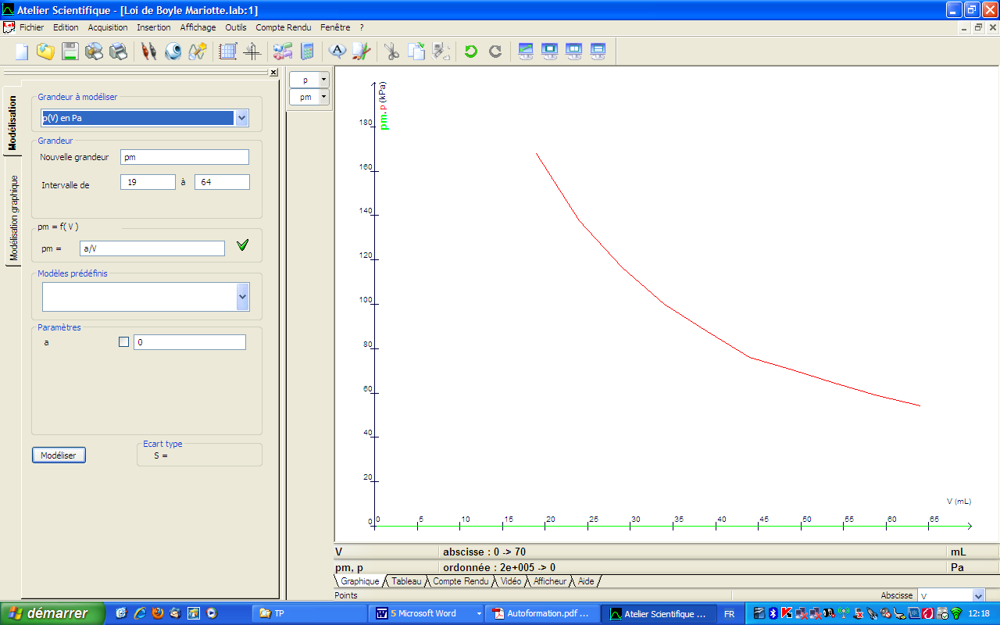 Atelier Scientifique - [Loi de Boyle Mariotte.lab:1]
Fichier Edition Acquisition Insertion Affichage Outils Compte Rendu Fenêtre ?
Modélisation
Modélisation graphique
Grandeur à modéliser
p(V) en Pa
Grandeur
Nouvelle grandeur pm
Intervalle de 19 à 64
pm = f( V )
pm = a/V
Modèles prédéfinis
Paramètres
a 0
Modéliser
Ecart type
S =
p
pm
pm, p (kPa)
180
160
140
120
100
80
60
40
20
0
0 5 10 15 20 25 30 35 40 45 50 55 60 65
V (mL)
V abscisse : 0 -> 70 mL
pm, p ordonnée : 2e+005 -> 0 Pa
Graphique Tableau Compte Rendu Vidéo Afficheur Aide
Points Abscisse V
démarrer TP 5 Microsoft Word Autoformation.pdf ... Atelier Scientifique ... FR 12:18